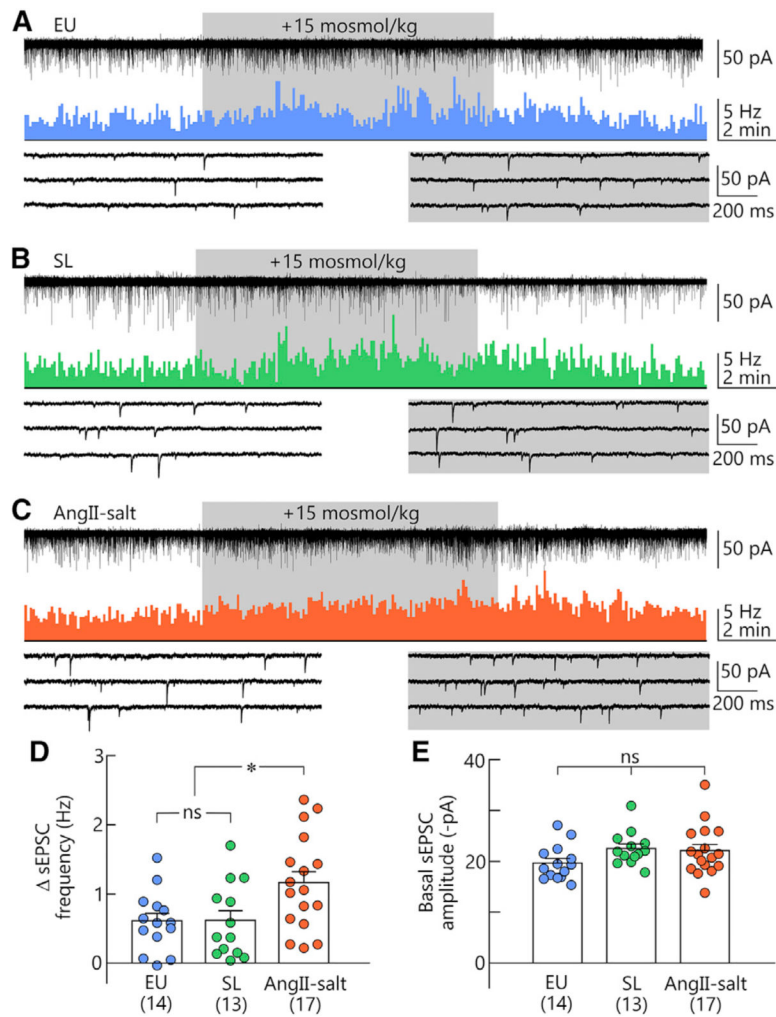 A
EU
+15 mosmol/kg
50 pA
5 Hz
2 min
50 pA
200 ms
B
SL
+15 mosmol/kg
50 pA
5 Hz
2 min
50 pA
200 ms
C
AngII-salt
+15 mosmol/kg
50 pA
5 Hz
2 min
50 pA
200 ms
D
Δ sEPSC
frequency (Hz)
3
2
1
0
ns
*
EU
(14)
SL
(13)
AngII-salt
(17)
E
Basal sEPSC
amplitude (-pA)
40
20
0
ns
EU
(14)
SL
(13)
AngII-salt
(17)